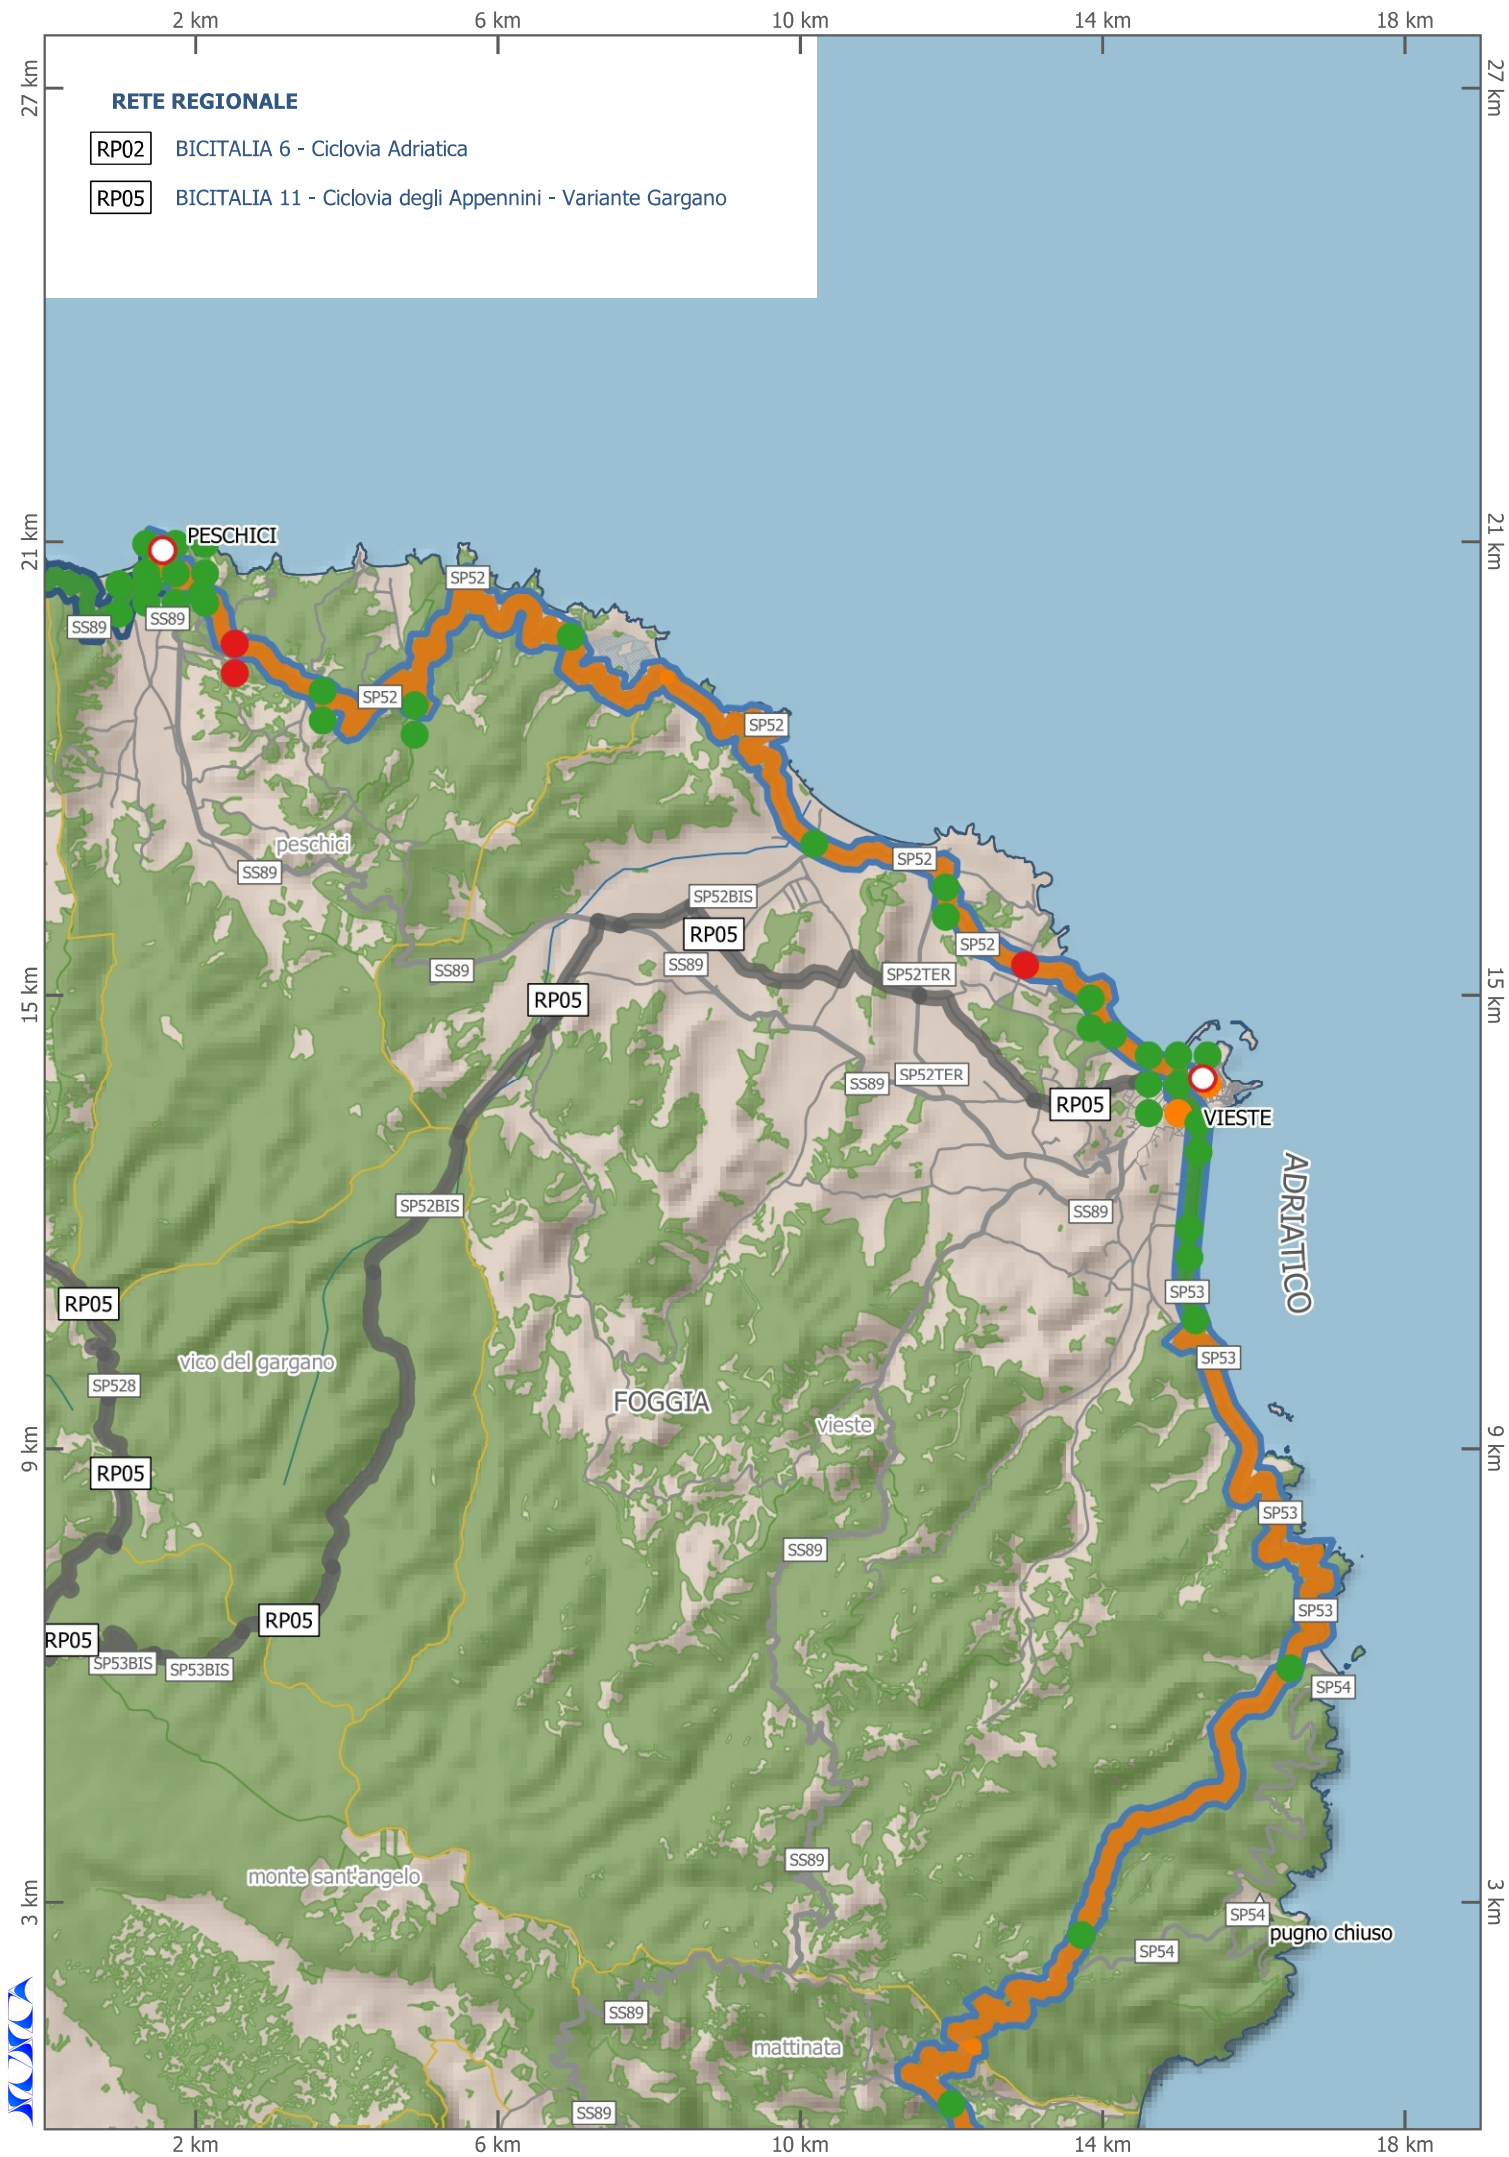 2 km
6 km
10 km
14 km
18 km
27 km
27 km
RETE REGIONALE
RP02 BICITALIA 6 - Ciclovia Adriatica
RP05 BICITALIA 11 - Ciclovia degli Appennini - Variante Gargano
21 km
21 km
PESCHICI
SP52
SS89
SS89
SP52
SP52
peschici
SS89
SP52
SP52BIS
RP05
SP52
SS89
SS89
SP52TER
15 km
15 km
RP05
SP52TER
SS89
RP05
VIESTE
ADRIATICO
SP52BIS
SS89
SP53
RP05
vico del gargano
SP53
SP528
FOGGIA
vieste
9 km
9 km
RP05
SP53
SS89
SP53
RP05
RP05
SP53BIS
SP53BIS
SP54
SS89
monte sant'angelo
3 km
3 km
SP54
pugno chiuso
SP54
SS89
mattinata
SS89
2 km
6 km
10 km
14 km
18 km